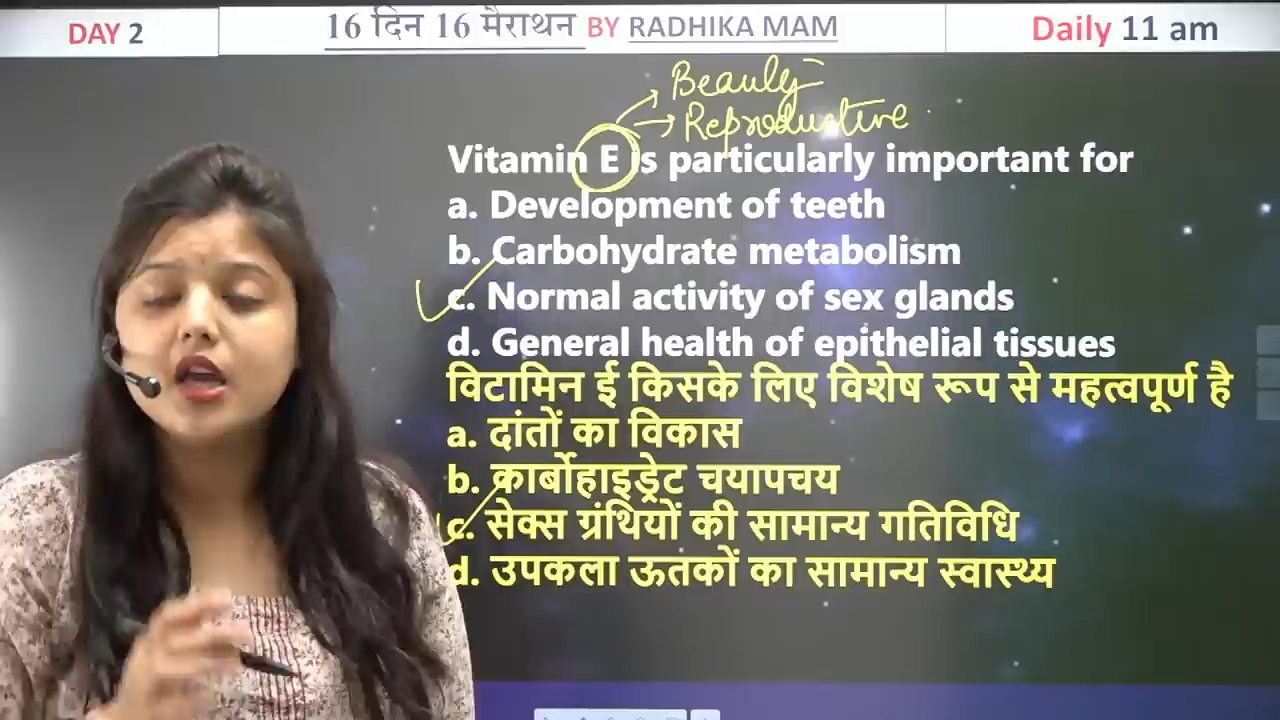 DAY 2
16 दिन 16 मैराथन BY RADHIKA MAM
Daily 11 am
Beauty
Reproductive
Vitamin E is particularly important for
a. Development of teeth
b. Carbohydrate metabolism
c. Normal activity of sex glands
d. General health of epithelial tissues
विटामिन ई किसके लिए विशेष रूप से महत्वपूर्ण है
a. दांतों का विकास
b. कार्बोहाइड्रेट चयापचय
c. सेक्स ग्रंथियों की सामान्य गतिविधि
d. उपकला ऊतकों का सामान्य स्वास्थ्य